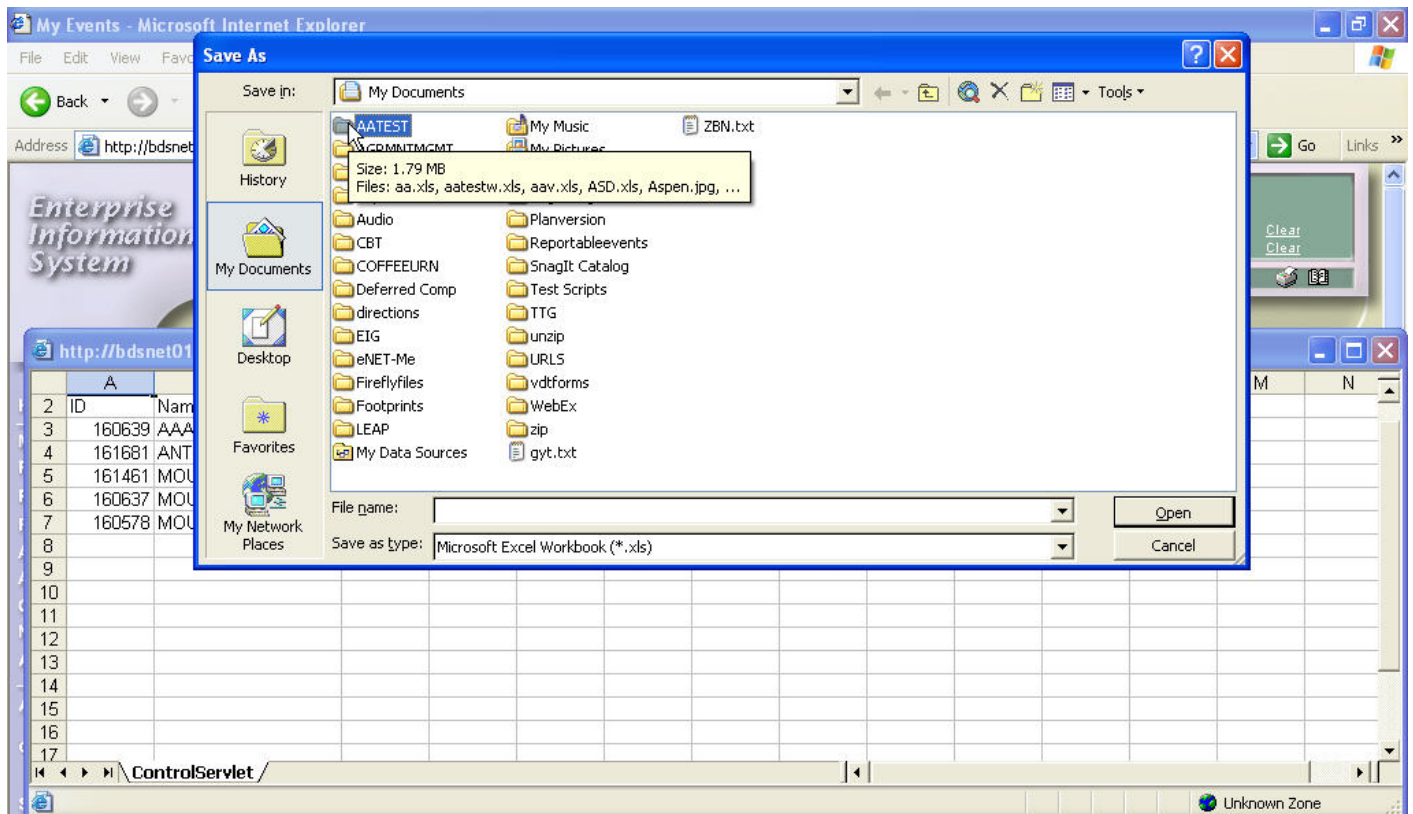 My Events - Microsoft Internet Explorer
File Edit View
Save As
Back
Save in: My Documents
Tools
Address http://bdsnet
Go Links »
AATEST My Music ZBN.txt
AGRMNTMGMT My Pictures
Size: 1.79 MB
Files: aa.xls, aatestw.xls, aav.xls, ASD.xls, Aspen.jpg, ...
History
Enterprise
Information
System
My Documents
Audio Planversion
CBT Reportableevents
COFFEEURN SnagIt Catalog
Deferred Comp Test Scripts
directions TTG
EIG unzip
eNET-Me URLS
Fireflyfiles vdtforms
Footprints WebEx
LEAP zip
My Data Sources gyt.txt
Clear
Clear
Desktop
Favorites
My Network
Places
http://bdsnet01
File name: Open
Save as type: Microsoft Excel Workbook (*.xls) Cancel
A M N
2 ID Nam
3 160639 AAA
4 161681 ANT
5 161461 MOU
6 160637 MOU
7 160578 MOU
8
9
10
11
12
13
14
15
16
17
ControlServlet
Unknown Zone